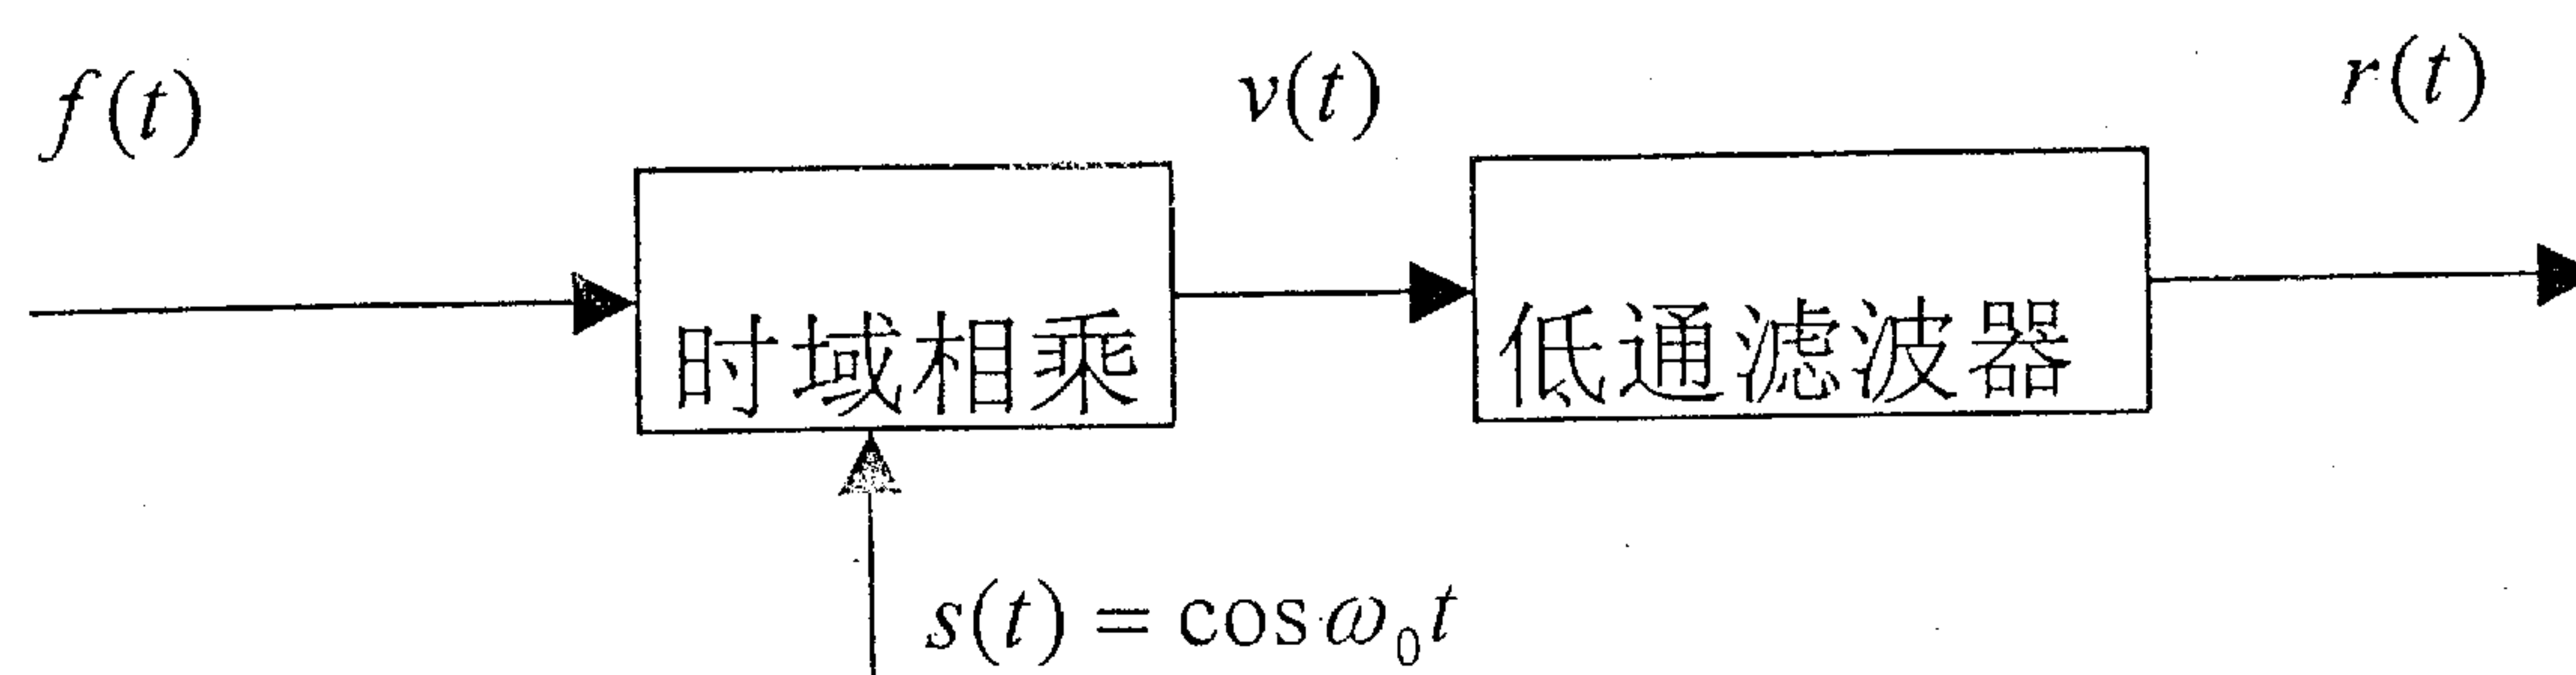 f(t)
v(t)
r(t)
时域相乘
低通滤波器
s(t) = cos ω₀t